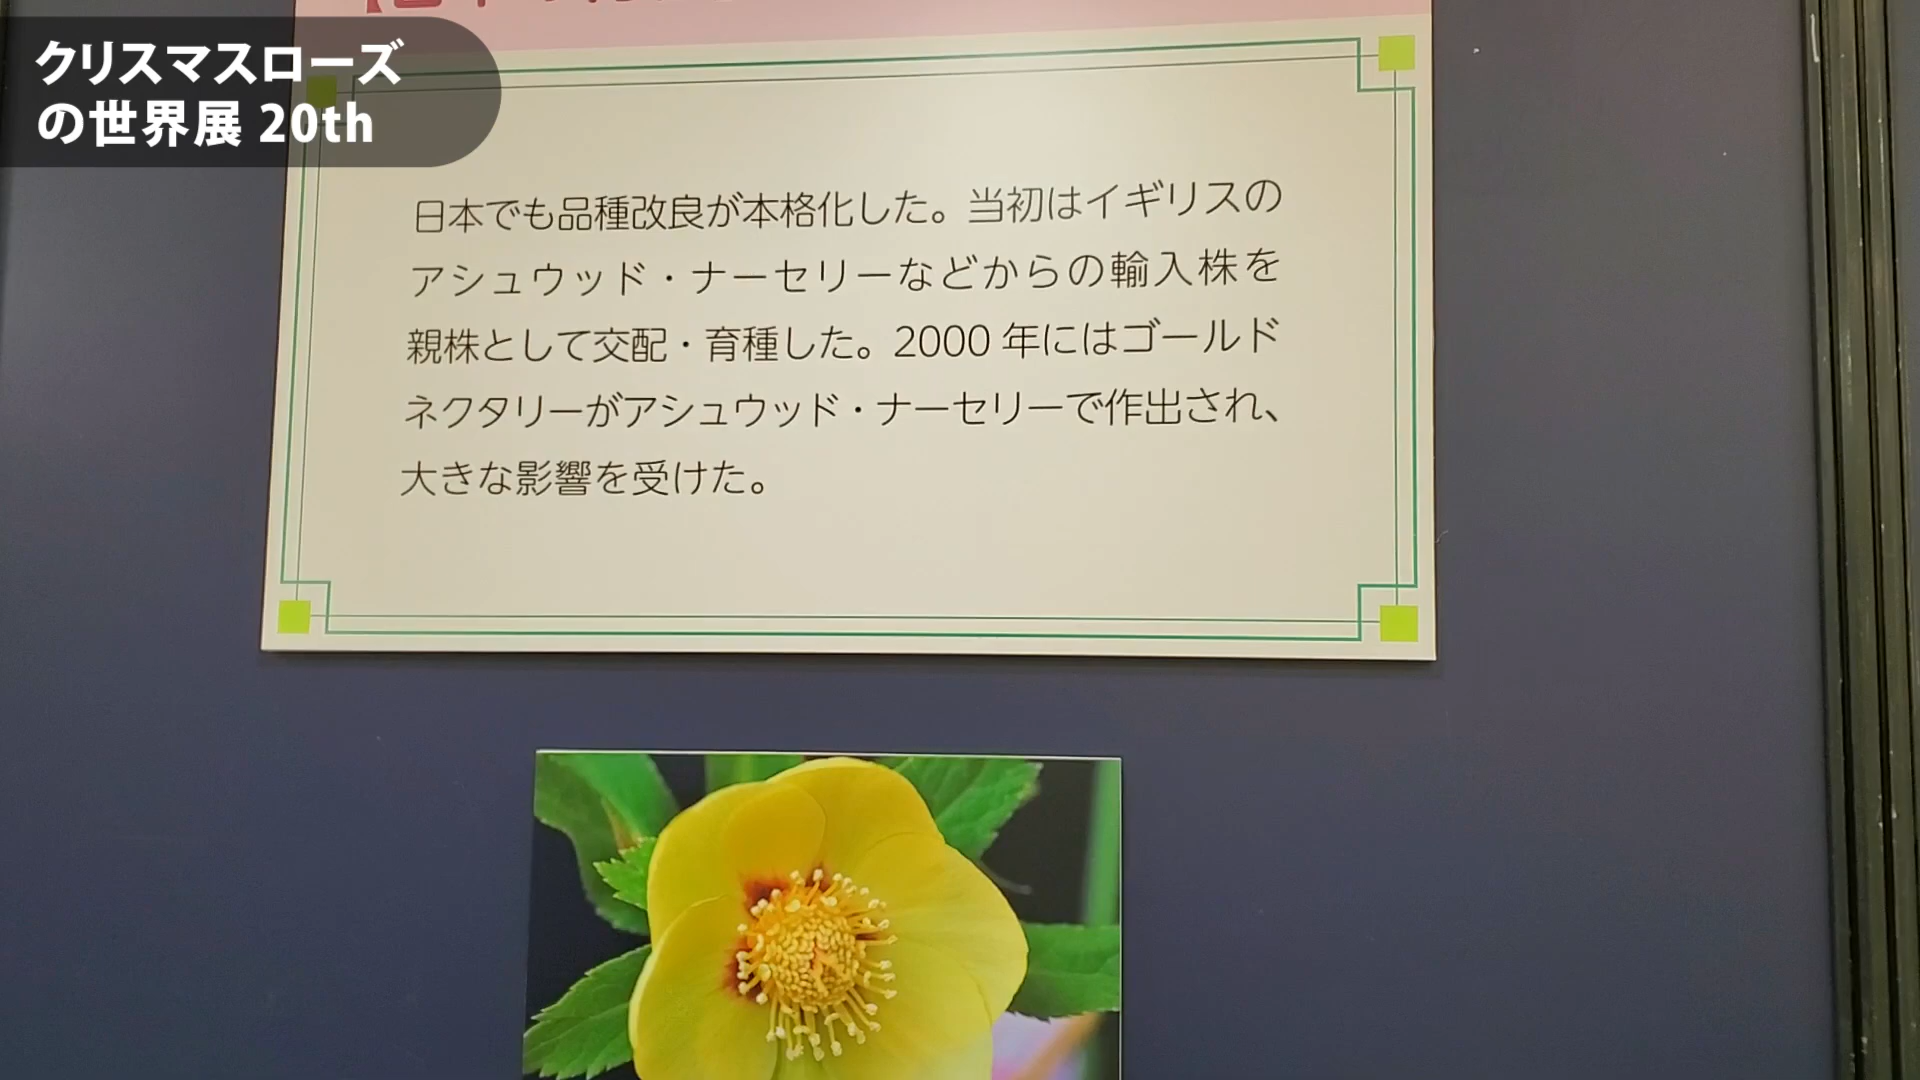 クリスマスローズ
の世界展 20th
日本でも品種改良が本格化した。当初はイギリスの
アシュウッド・ナーセリーなどからの輸入株を
親株として交配・育種した。2000 年にはゴールド
ネクタリーがアシュウッド・ナーセリーで作出され、
大きな影響を受けた。